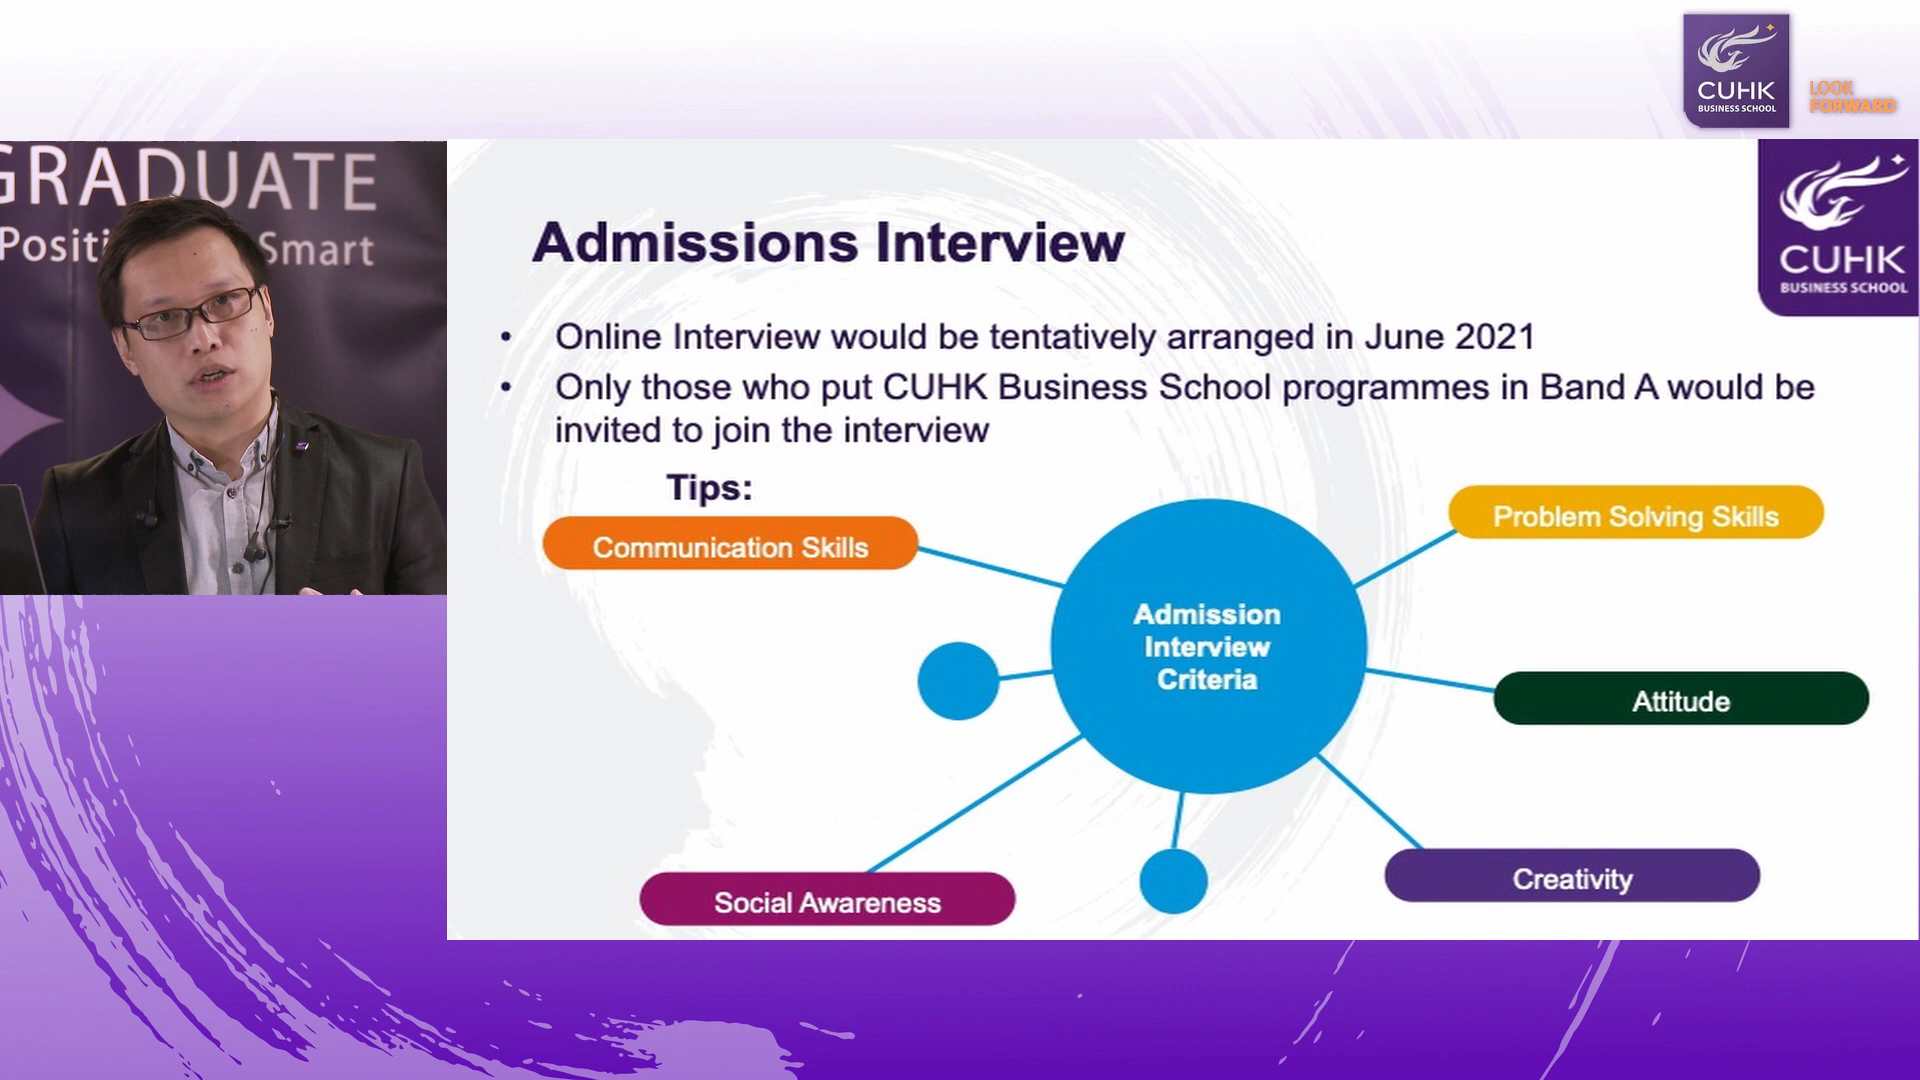 CUHK
BUSINESS SCHOOL
LOOK
FORWARD
GRADUATE
Smart
CUHK
BUSINESS SCHOOL
Admissions Interview
• Online Interview would be tentatively arranged in June 2021
• Only those who put CUHK Business School programmes in Band A would be
invited to join the interview
Tips:
Communication Skills
Problem Solving Skills
Admission
Interview
Criteria
Attitude
Social Awareness
Creativity